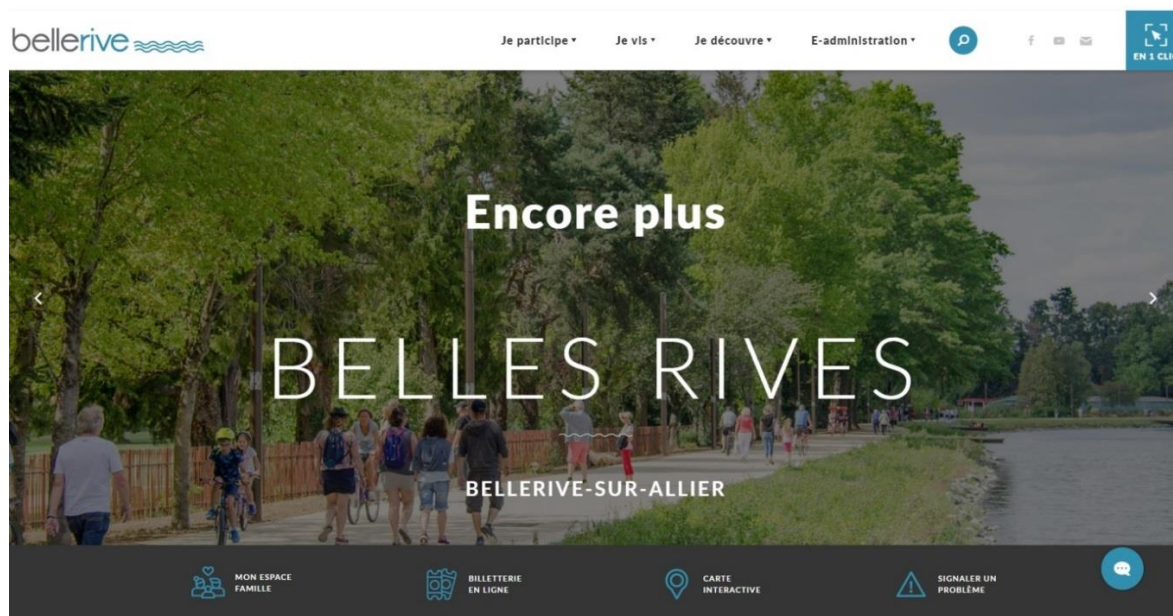 bellerive
Je participe
Je vis
Je découvre
E-administration
EN 1 CLI
Encore plus
BELLES RIVES
BELLERIVE-SUR-ALLIER
MON ESPACE
FAMILLE
BILLETTERIE
EN LIGNE
CARTE
INTERACTIVE
SIGNALER UN
PROBLÈME